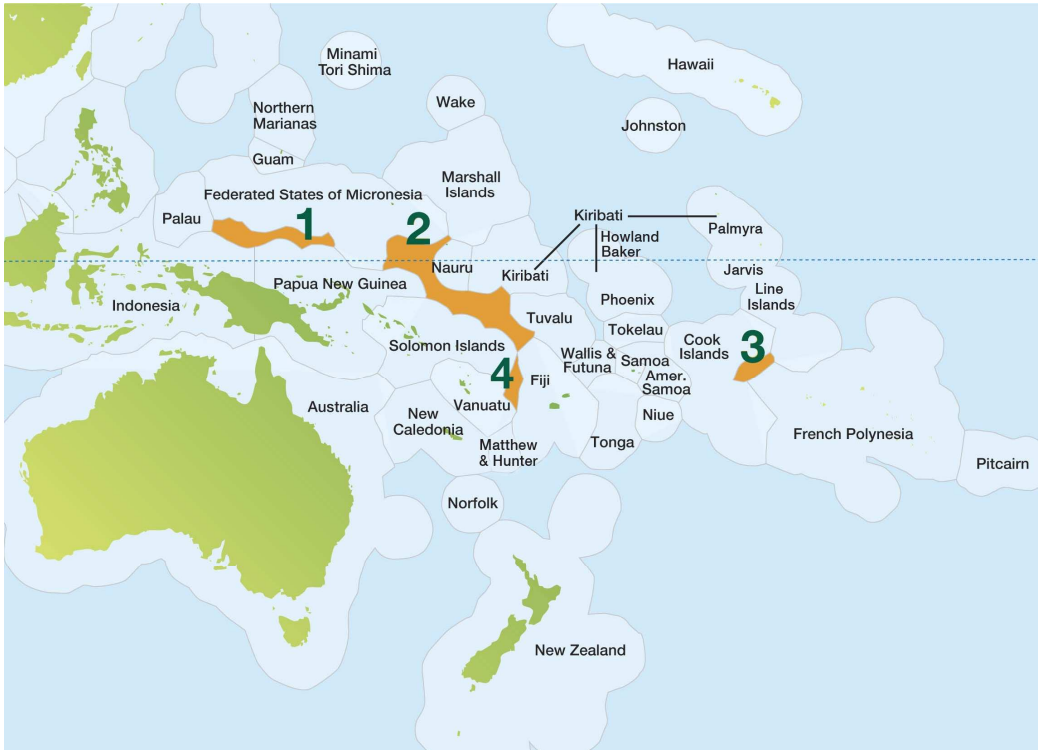 Minami
Tori Shima
Hawaii
Wake
Northern
Marianas
Johnston
Guam
Marshall
Islands
Federated States of Micronesia
1
2
Palau
Kiribati
Palmyra
Howland
Baker
Nauru
Kiribati
Jarvis
Papua New Guinea
Line
Islands
Indonesia
Phoenix
Tuvalu
Tokelau
Solomon Islands
Cook
Islands
3
Wallis &
Futuna
Samoa
4
Fiji
Amer.
Samoa
Australia
Vanuatu
New
Caledonia
Niue
French Polynesia
Tonga
Matthew
& Hunter
Pitcairn
Norfolk
New Zealand